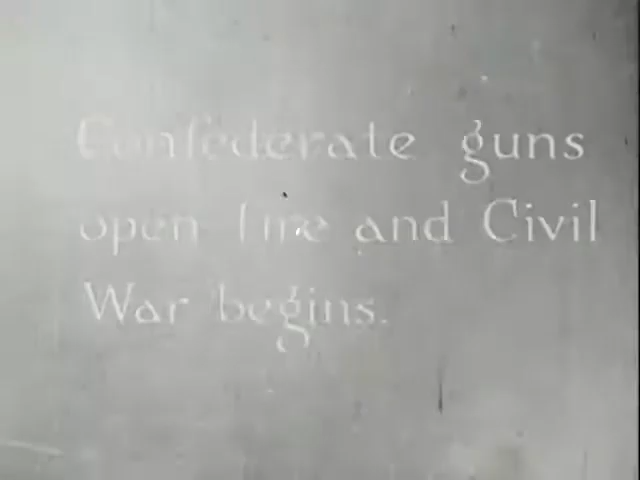 Confederate guns
open fire and Civil
War begins.